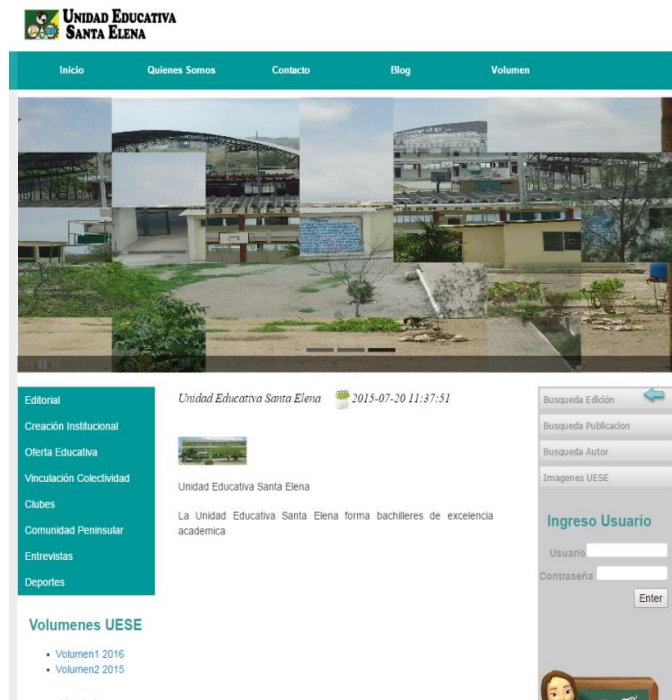 UNIDAD EDUCATIVA
SANTA ELENA
Inicio
Quienes Somos
Contacto
Blog
Volumen
Editorial
Creación Institucional
Oferta Educativa
Vinculación Colectividad
Clubes
Comunidad Peninsular
Entrevistas
Deportes
Volumenes UESE
Volumen1 2016
Volumen2 2015
Unidad Educativa Santa Elena 2015-07-20 11:37:51
Unidad Educativa Santa Elena
La Unidad Educativa Santa Elena forma bachilleres de excelencia
academica
Busqueda Edición
Busqueda Publicacion
Busqueda Autor
Imagenes UESE
Ingreso Usuario
Usuario
Contraseña
Enter